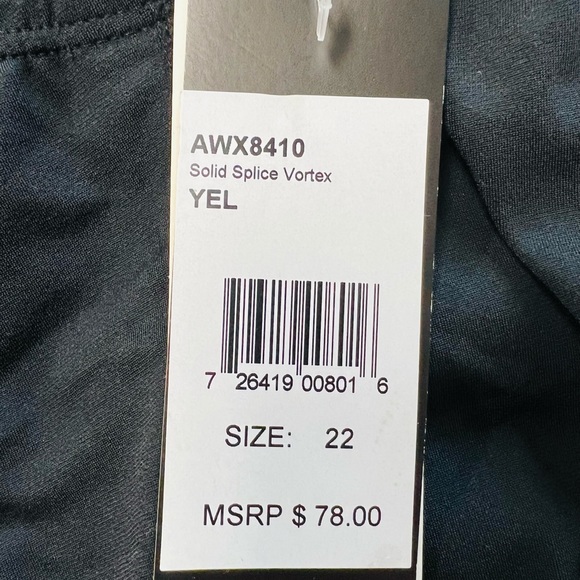 AWX8410
Solid Splice Vortex
YEL
7 26419 00801 6
SIZE: 22
MSRP $ 78.00